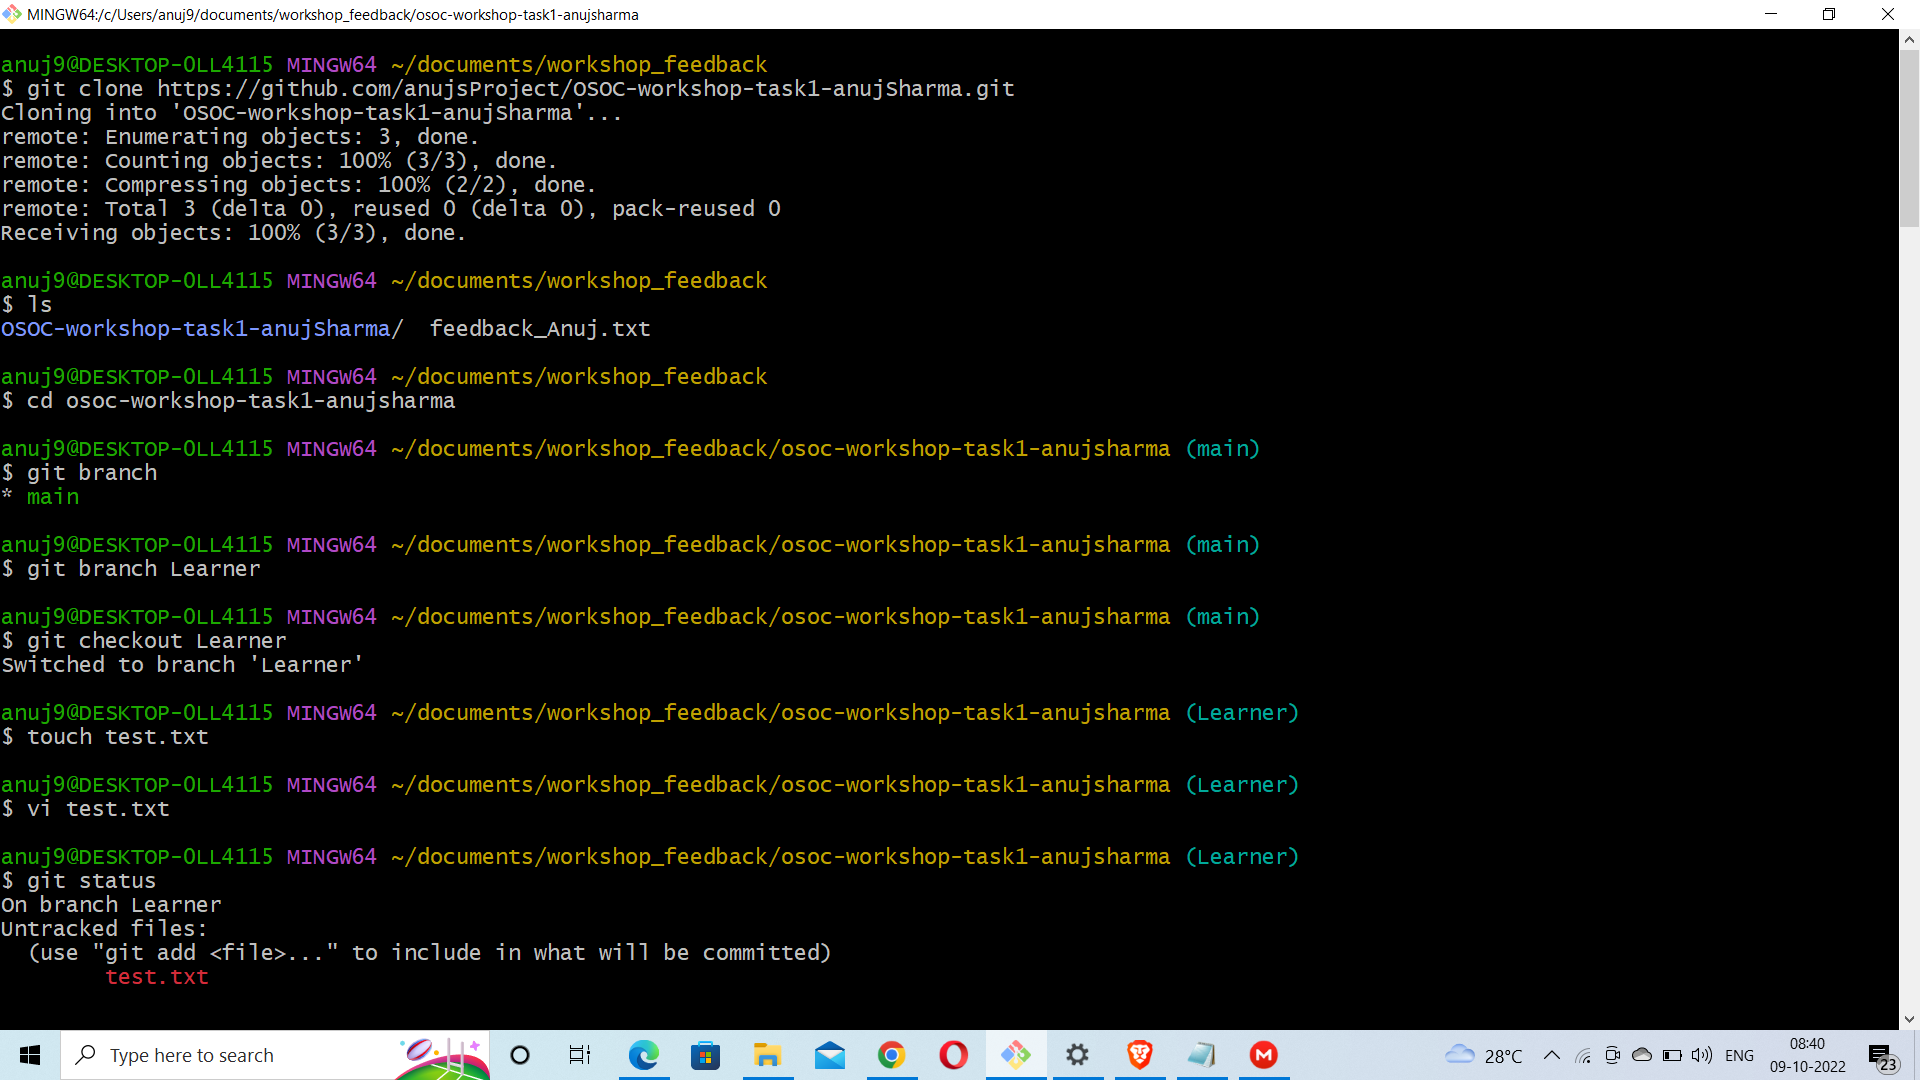 MINGW64:/c/Users/anuj9/documents/workshop_feedback/osoc-workshop-task1-anujsharma
anuj9@DESKTOP-OLL4115 MINGW64 ~/documents/workshop_feedback
$ git clone https://github.com/anujsProject/OSOC-workshop-task1-anujSharma.git
Cloning into 'OSOC-workshop-task1-anujSharma'...
remote: Enumerating objects: 3, done.
remote: Counting objects: 100% (3/3), done.
remote: Compressing objects: 100% (2/2), done.
remote: Total 3 (delta 0), reused 0 (delta 0), pack-reused 0
Receiving objects: 100% (3/3), done.
anuj9@DESKTOP-OLL4115 MINGW64 ~/documents/workshop_feedback
$ ls
OSOC-workshop-task1-anujSharma/  feedback_Anuj.txt
anuj9@DESKTOP-OLL4115 MINGW64 ~/documents/workshop_feedback
$ cd osoc-workshop-task1-anujsharma
anuj9@DESKTOP-OLL4115 MINGW64 ~/documents/workshop_feedback/osoc-workshop-task1-anujsharma (main)
$ git branch
* main
anuj9@DESKTOP-OLL4115 MINGW64 ~/documents/workshop_feedback/osoc-workshop-task1-anujsharma (main)
$ git branch Learner
anuj9@DESKTOP-OLL4115 MINGW64 ~/documents/workshop_feedback/osoc-workshop-task1-anujsharma (main)
$ git checkout Learner
Switched to branch 'Learner'
anuj9@DESKTOP-OLL4115 MINGW64 ~/documents/workshop_feedback/osoc-workshop-task1-anujsharma (Learner)
$ touch test.txt
anuj9@DESKTOP-OLL4115 MINGW64 ~/documents/workshop_feedback/osoc-workshop-task1-anujsharma (Learner)
$ vi test.txt
anuj9@DESKTOP-OLL4115 MINGW64 ~/documents/workshop_feedback/osoc-workshop-task1-anujsharma (Learner)
$ git status
On branch Learner
Untracked files:
  (use "git add <file>..." to include in what will be committed)
        test.txt
Type here to search
28°C
ENG
08:40
09-10-2022
23